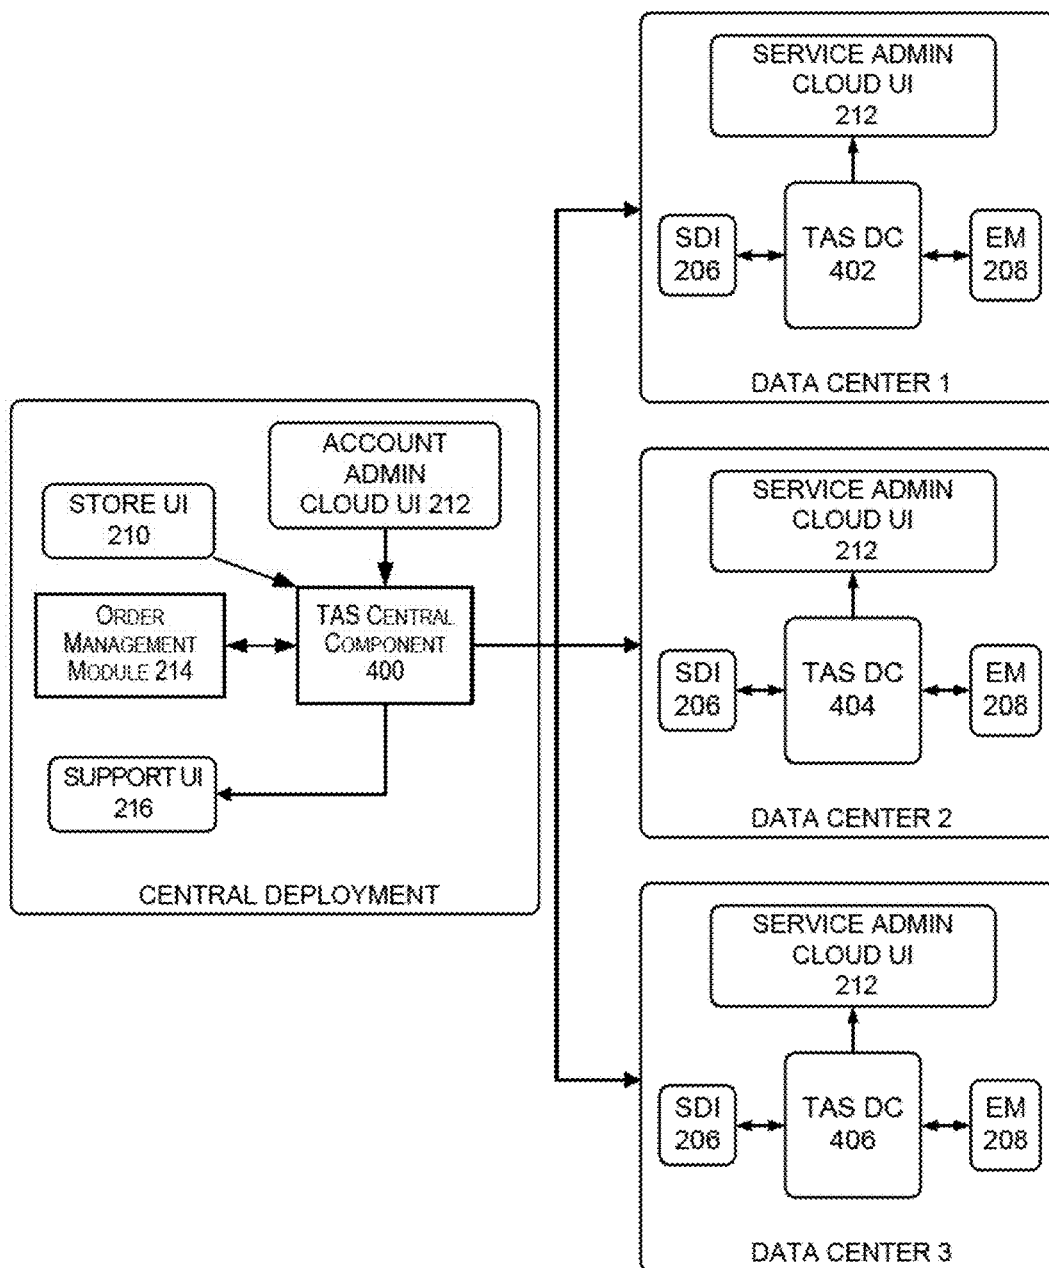 SERVICE ADMIN
CLOUD UI
212
SDI
206
TAS DC
402
EM
208
DATA CENTER 1
ACCOUNT
ADMIN
CLOUD UI 212
STORE UI
210
ORDER
MANAGEMENT
MODULE 214
TAS CENTRAL
COMPONENT
400
SUPPORT UI
216
CENTRAL DEPLOYMENT
SERVICE ADMIN
CLOUD UI
212
SDI
206
TAS DC
404
EM
208
DATA CENTER 2
SERVICE ADMIN
CLOUD UI
212
SDI
206
TAS DC
406
EM
208
DATA CENTER 3